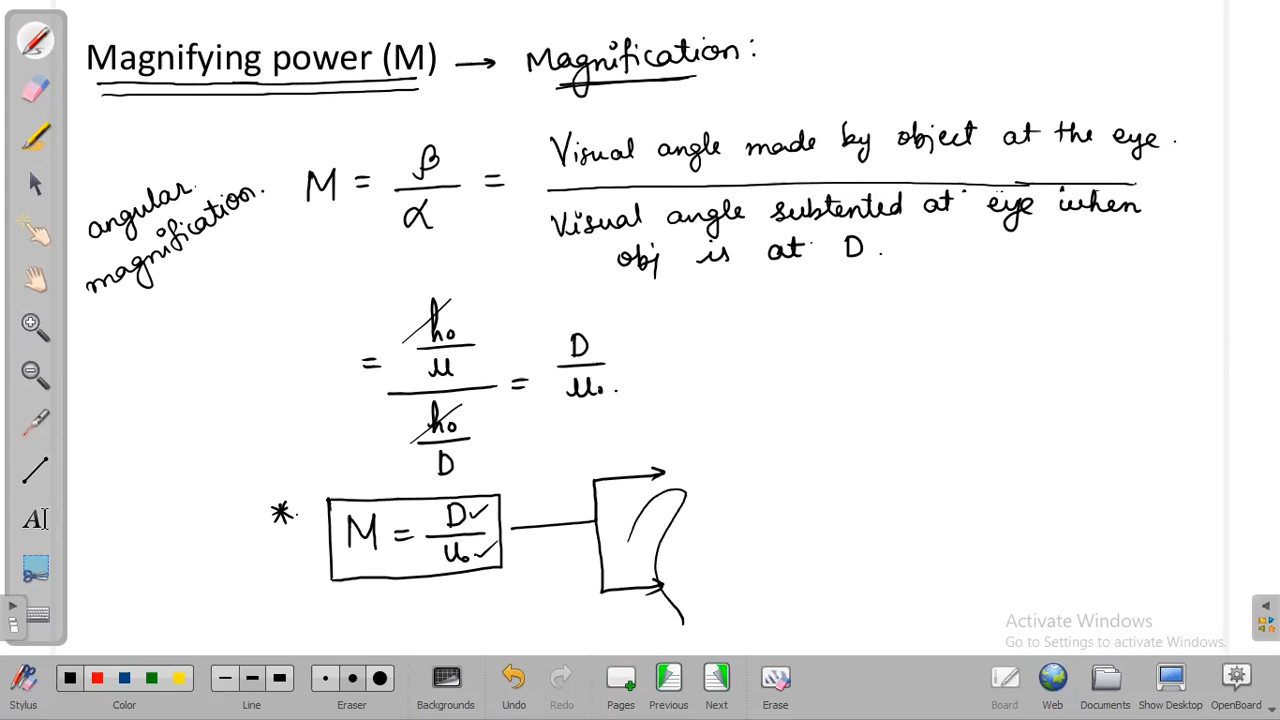 Magnifying power (M) → Magnification:
angular magnification.
M = β/α = Visual angle made by object at the eye.
Visual angle subtented at eye when
obj is at D.
= (h₀/u)/(h₀/D) = D/u₀.
* M = D✓/u₀✓
Activate Windows
Go to Settings to activate Windows.
Stylus Color Line Eraser Backgrounds Undo Redo Pages Previous Next Erase Board Web Documents Show Desktop OpenBoard